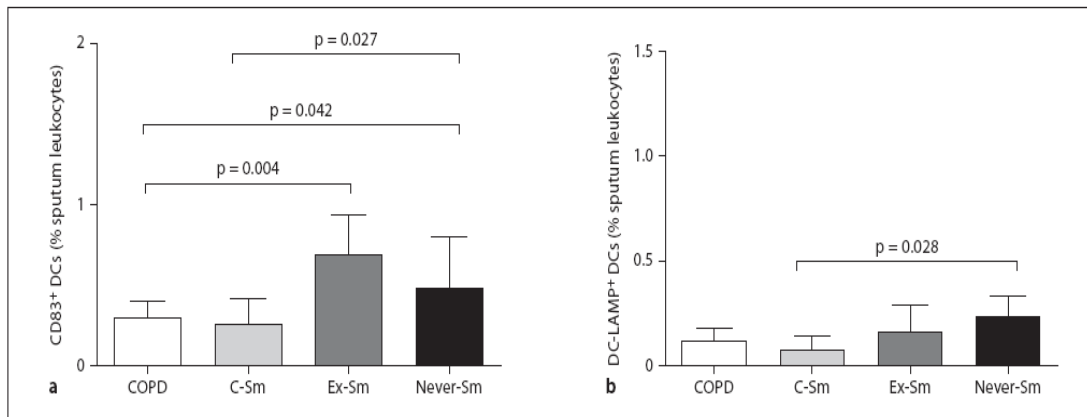 CD83+ DCs (% sputum leukocytes)
2
1
0
p = 0.027
p = 0.042
p = 0.004
COPD
C-Sm
Ex-Sm
Never-Sm
a
DC-LAMP+ DCs (% sputum leukocytes)
1.5
1.0
0.5
0
p = 0.028
COPD
C-Sm
Ex-Sm
Never-Sm
b